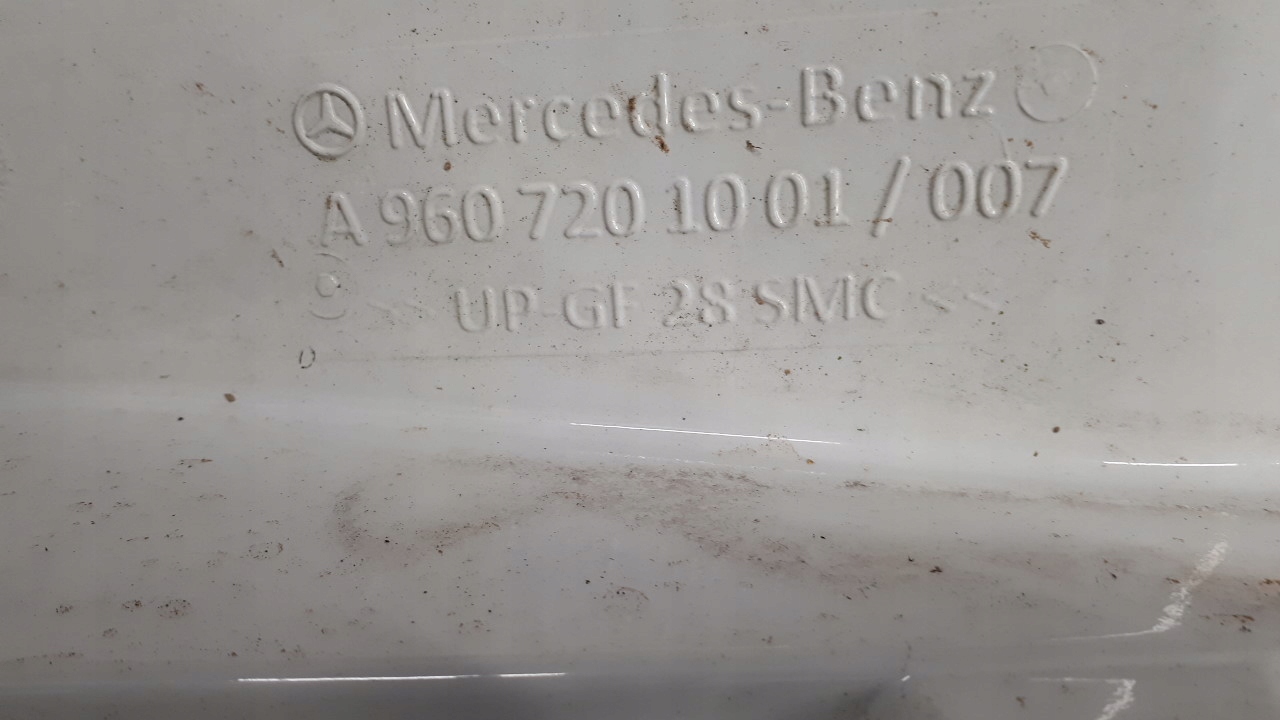 Mercedes-Benz
A 960 720 10 01 / 007
>> UP-GF 28 SMC <<